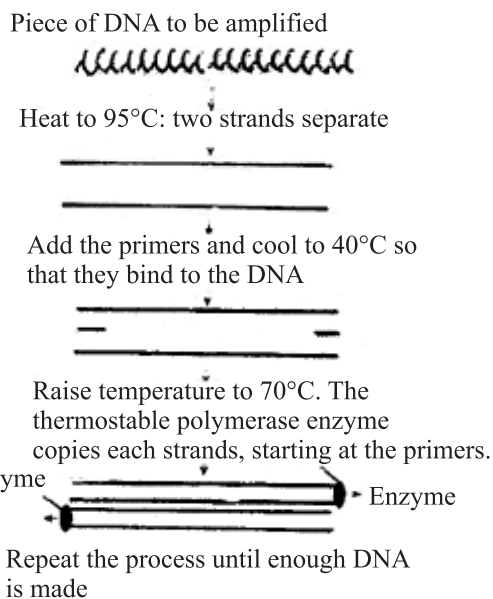 Piece of DNA to be amplified
Heat to 95°C: two strands separate
Add the primers and cool to 40°C so
that they bind to the DNA
Raise temperature to 70°C. The
thermostable polymerase enzyme
copies each strands, starting at the primers.
yme
Enzyme
Repeat the process until enough DNA
is made